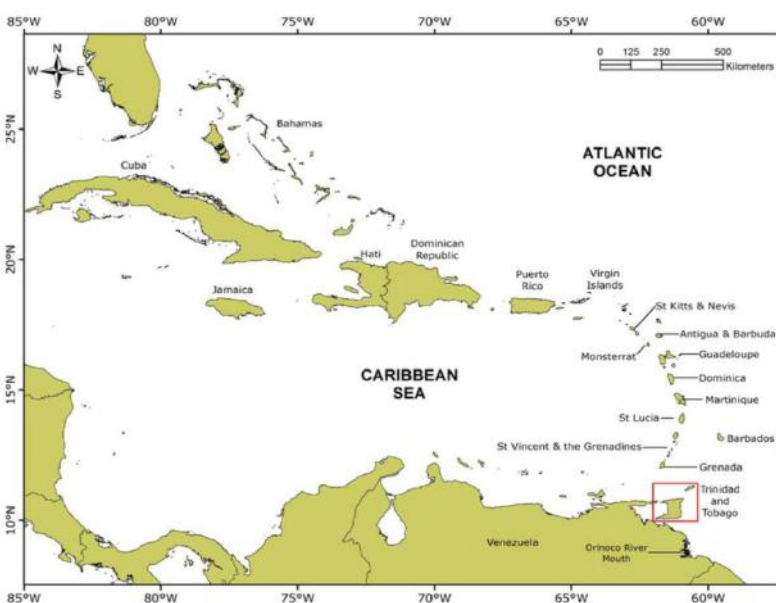 85°W 80°W 75°W 70°W 65°W 60°W
N
W E
S
0 125 250 500
Kilometers
25°N
Bahamas
ATLANTIC
OCEAN
Cuba
20°N
Hati
Dominican
Republic
Jamaica
Puerto
Rico
Virgin
Islands
St Kitts & Nevis
Antigua & Barbuda
Monsterrat
Guadeloupe
CARIBBEAN
SEA
Dominica
15°N
Martinique
St Lucia
Barbados
St Vincent & the Grenadines
Grenada
Trinidad
and
Tobago
10°N
Venezuela
Orinoco River
Mouth
85°W 80°W 75°W 70°W 65°W 60°W